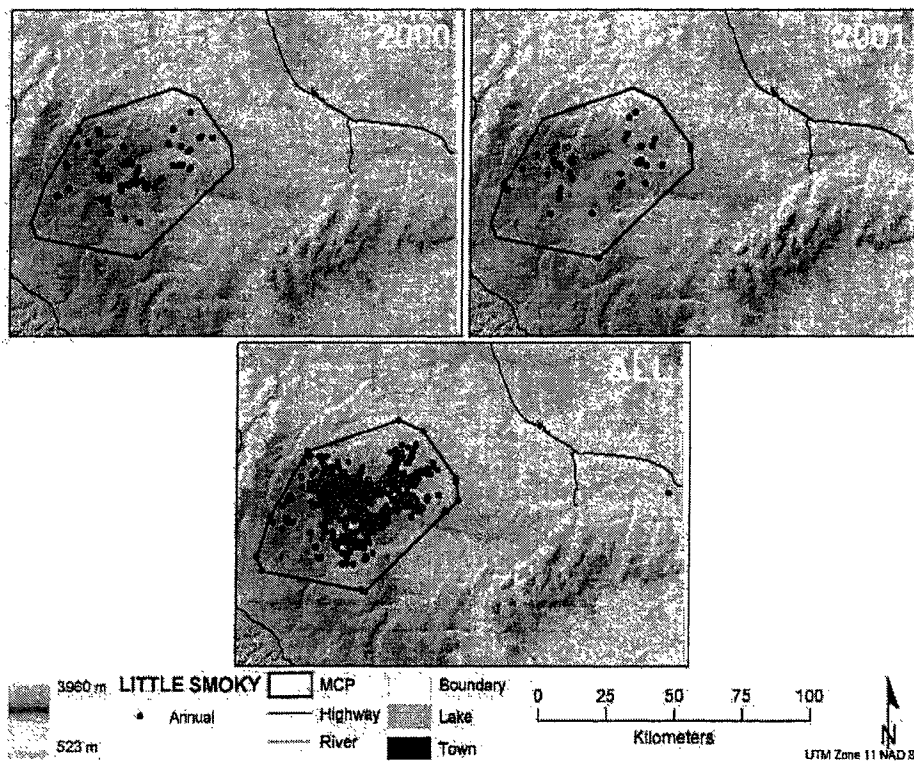 2000
2001
ALL
3960 m
523 m
LITTLE SMOKY
Annual
MCP
Highway
River
Boundary
Lake
Town
0 25 50 75 100
Kilometers
N
UTM Zone 11 NAD 8